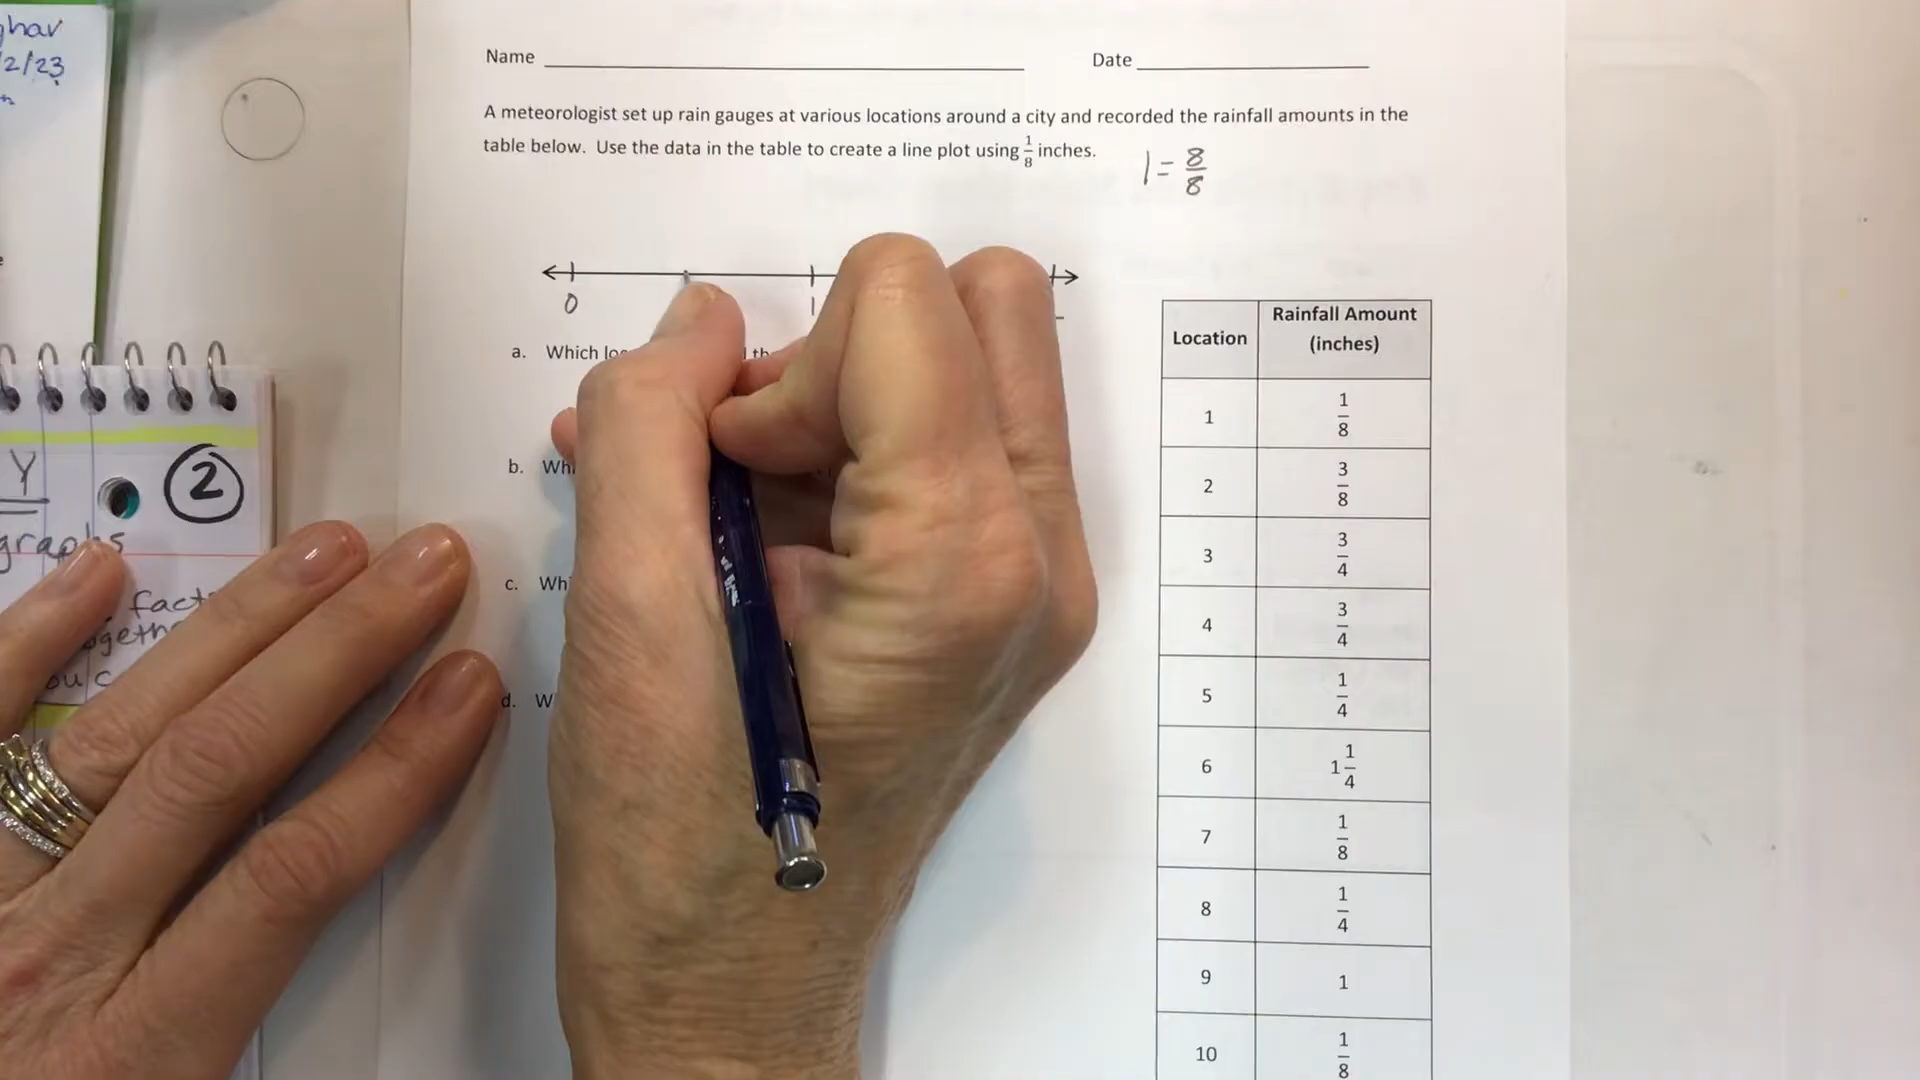 2/23
Y
2
graphs
Name Date
A meteorologist set up rain gauges at various locations around a city and recorded the rainfall amounts in the
table below. Use the data in the table to create a line plot using 1/8 inches.
1 = 8/8
0 1
a. Which
b.
c.
d.
Location Rainfall Amount (inches)
1 1/8
2 3/8
3 3/4
4 3/4
5 1/4
6 1 1/4
7 1/8
8 1/4
9 1
10 1/8